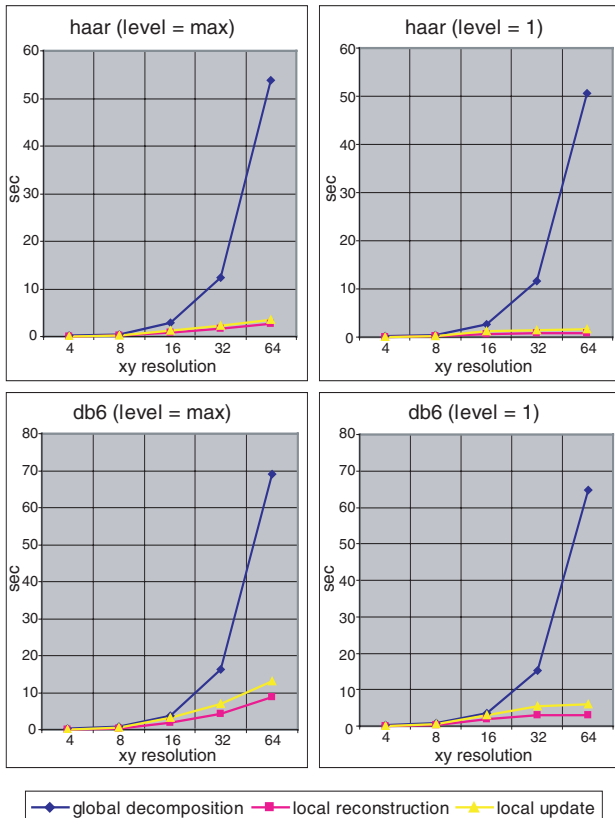 haar (level = max)
60
50
40
30
20
10
0
sec
4 8 16 32 64
xy resolution
haar (level = 1)
60
50
40
30
20
10
0
sec
4 8 16 32 64
xy resolution
db6 (level = max)
80
70
60
50
40
30
20
10
0
sec
4 8 16 32 64
xy resolution
db6 (level = 1)
80
70
60
50
40
30
20
10
0
sec
4 8 16 32 64
xy resolution
global decomposition local reconstruction local update